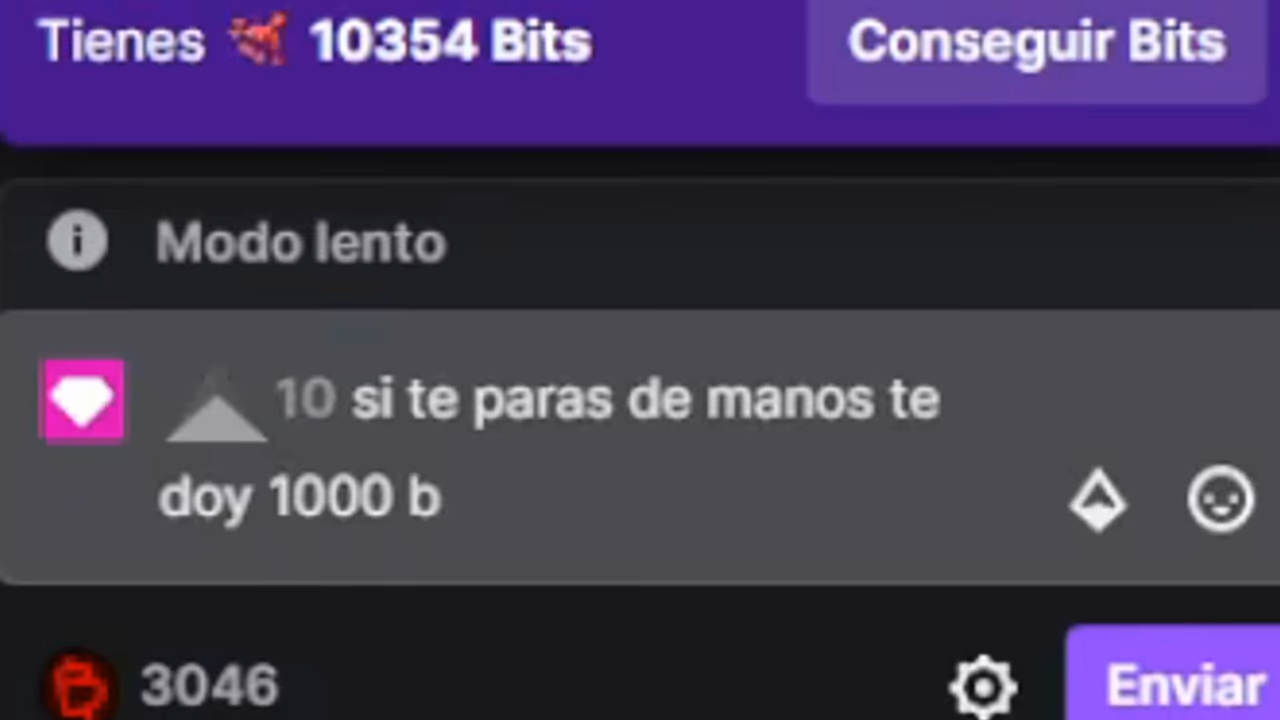 Tienes 10354 Bits
Conseguir Bits
Modo lento
10 si te paras de manos te
doy 1000 b
3046
Enviar